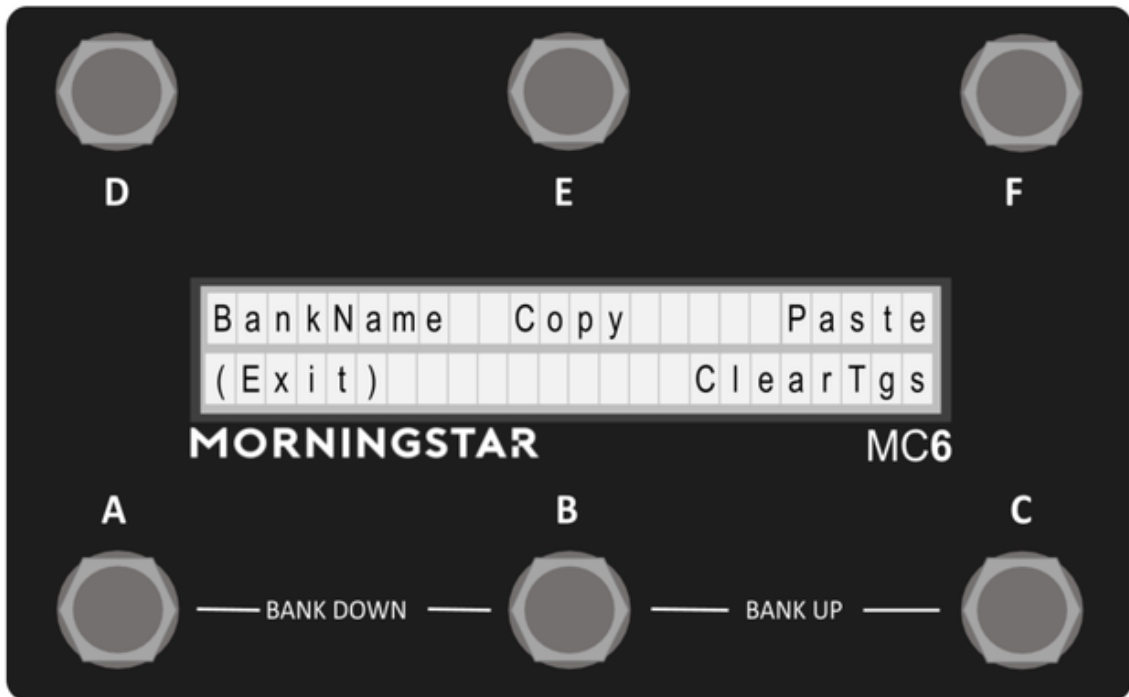 D E F
BankName Copy Paste
(Exit) ClearTgs
MORNINGSTAR MC6
A B C
BANK DOWN BANK UP